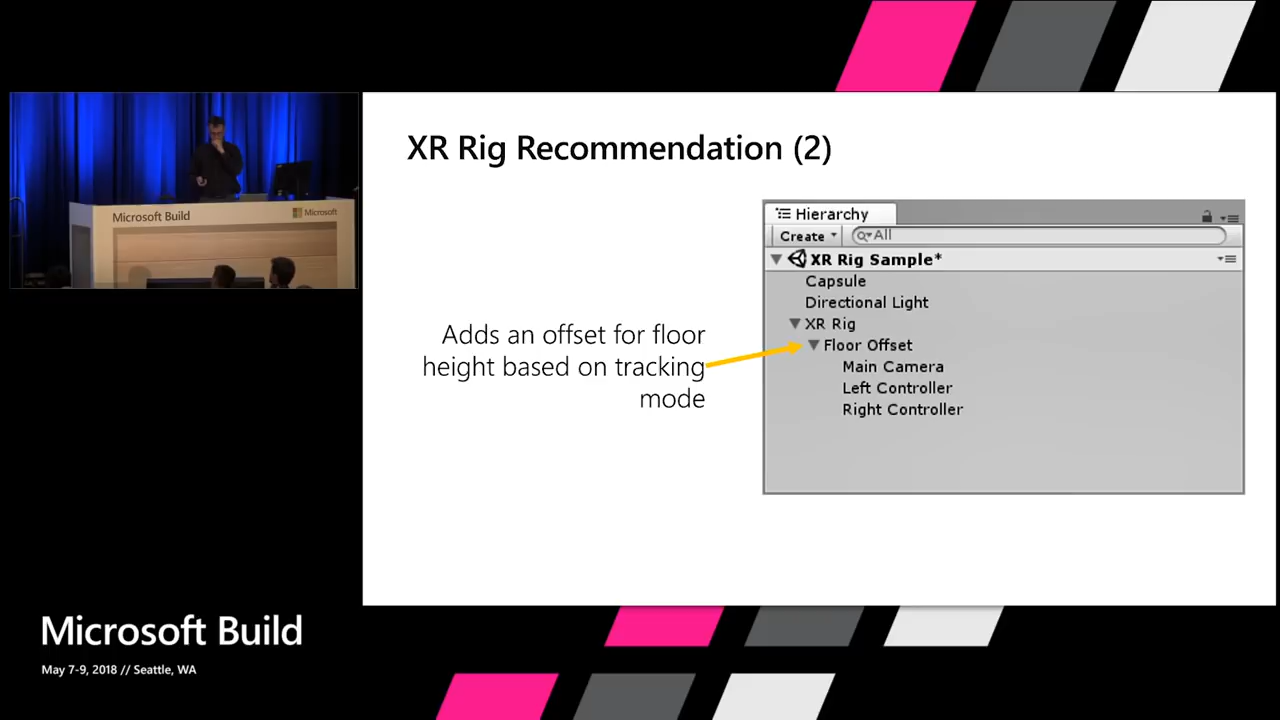 XR Rig Recommendation (2)
Microsoft Build
Microsoft
Adds an offset for floor
height based on tracking
mode
Hierarchy
Create
All
XR Rig Sample*
Capsule
Directional Light
XR Rig
Floor Offset
Main Camera
Left Controller
Right Controller
Microsoft Build
May 7-9, 2018 // Seattle, WA